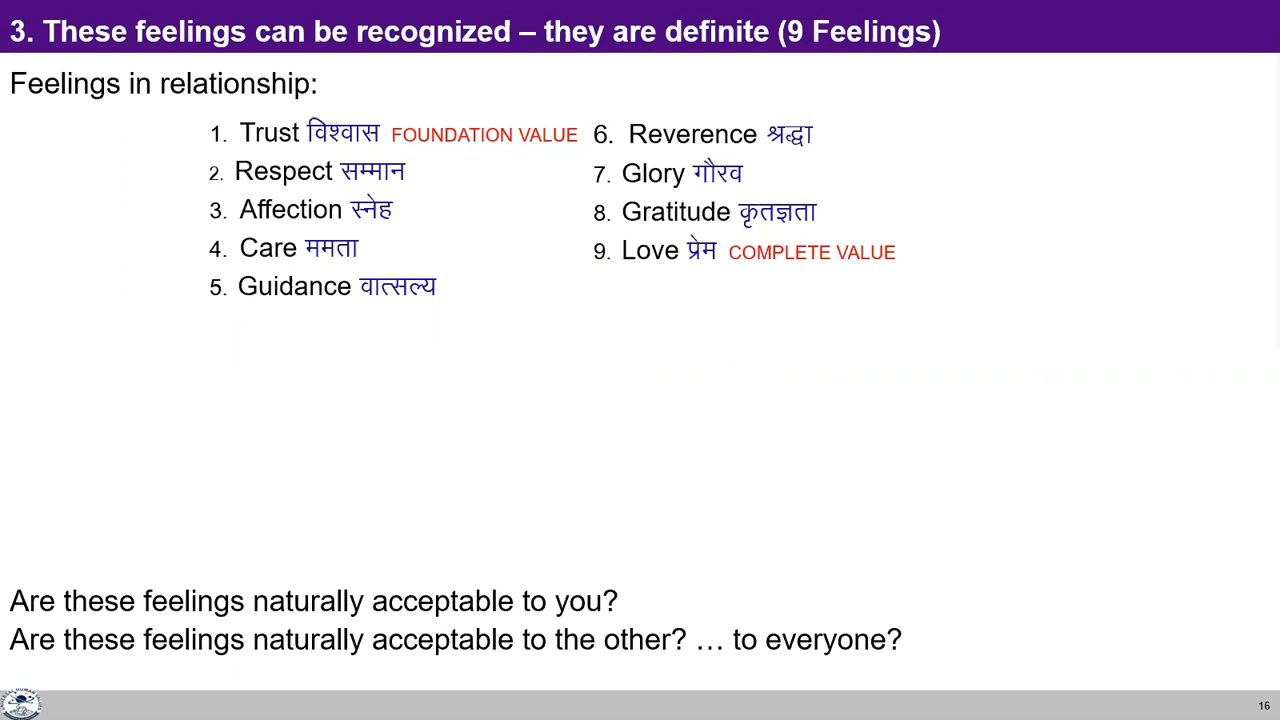 3. These feelings can be recognized – they are definite (9 Feelings)
Feelings in relationship:
1. Trust विश्वास FOUNDATION VALUE
2. Respect सम्मान
3. Affection स्नेह
4. Care ममता
5. Guidance वात्सल्य
6. Reverence श्रद्धा
7. Glory गौरव
8. Gratitude कृतज्ञता
9. Love प्रेम COMPLETE VALUE
Are these feelings naturally acceptable to you?
Are these feelings naturally acceptable to the other? … to everyone?
16